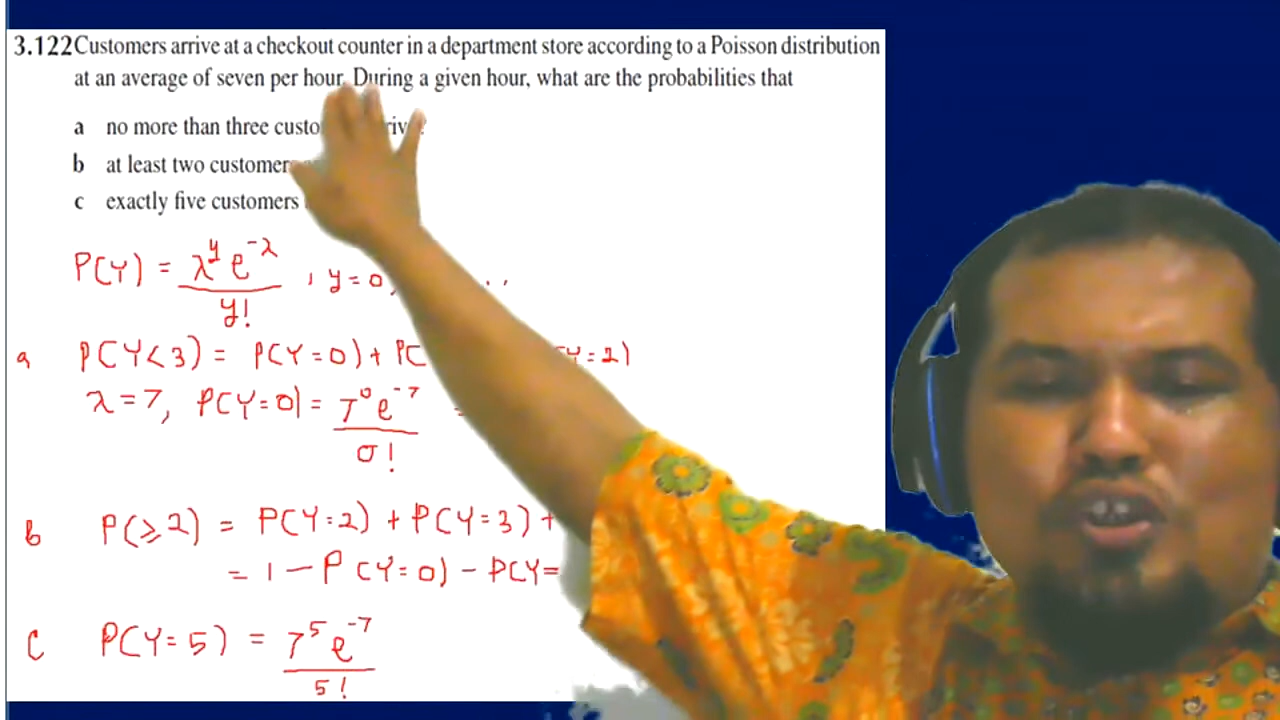 3.122 Customers arrive at a checkout counter in a department store according to a Poisson distribution
at an average of seven per hour. During a given hour, what are the probabilities that
a no more than three
b at least two
c exactly five customers
P(Y) = λ^y e^-λ / y! , y = 0,
a P(Y<3) = P(Y=0) + P( Y=2)
λ=7, P(Y=0) = 7^0 e^-7 / 0!
b P(≥2) = P(Y=2) + P(Y=3) +
= 1 - P(Y=0) - P(Y=
c P(Y=5) = 7^5 e^-7 / 5!